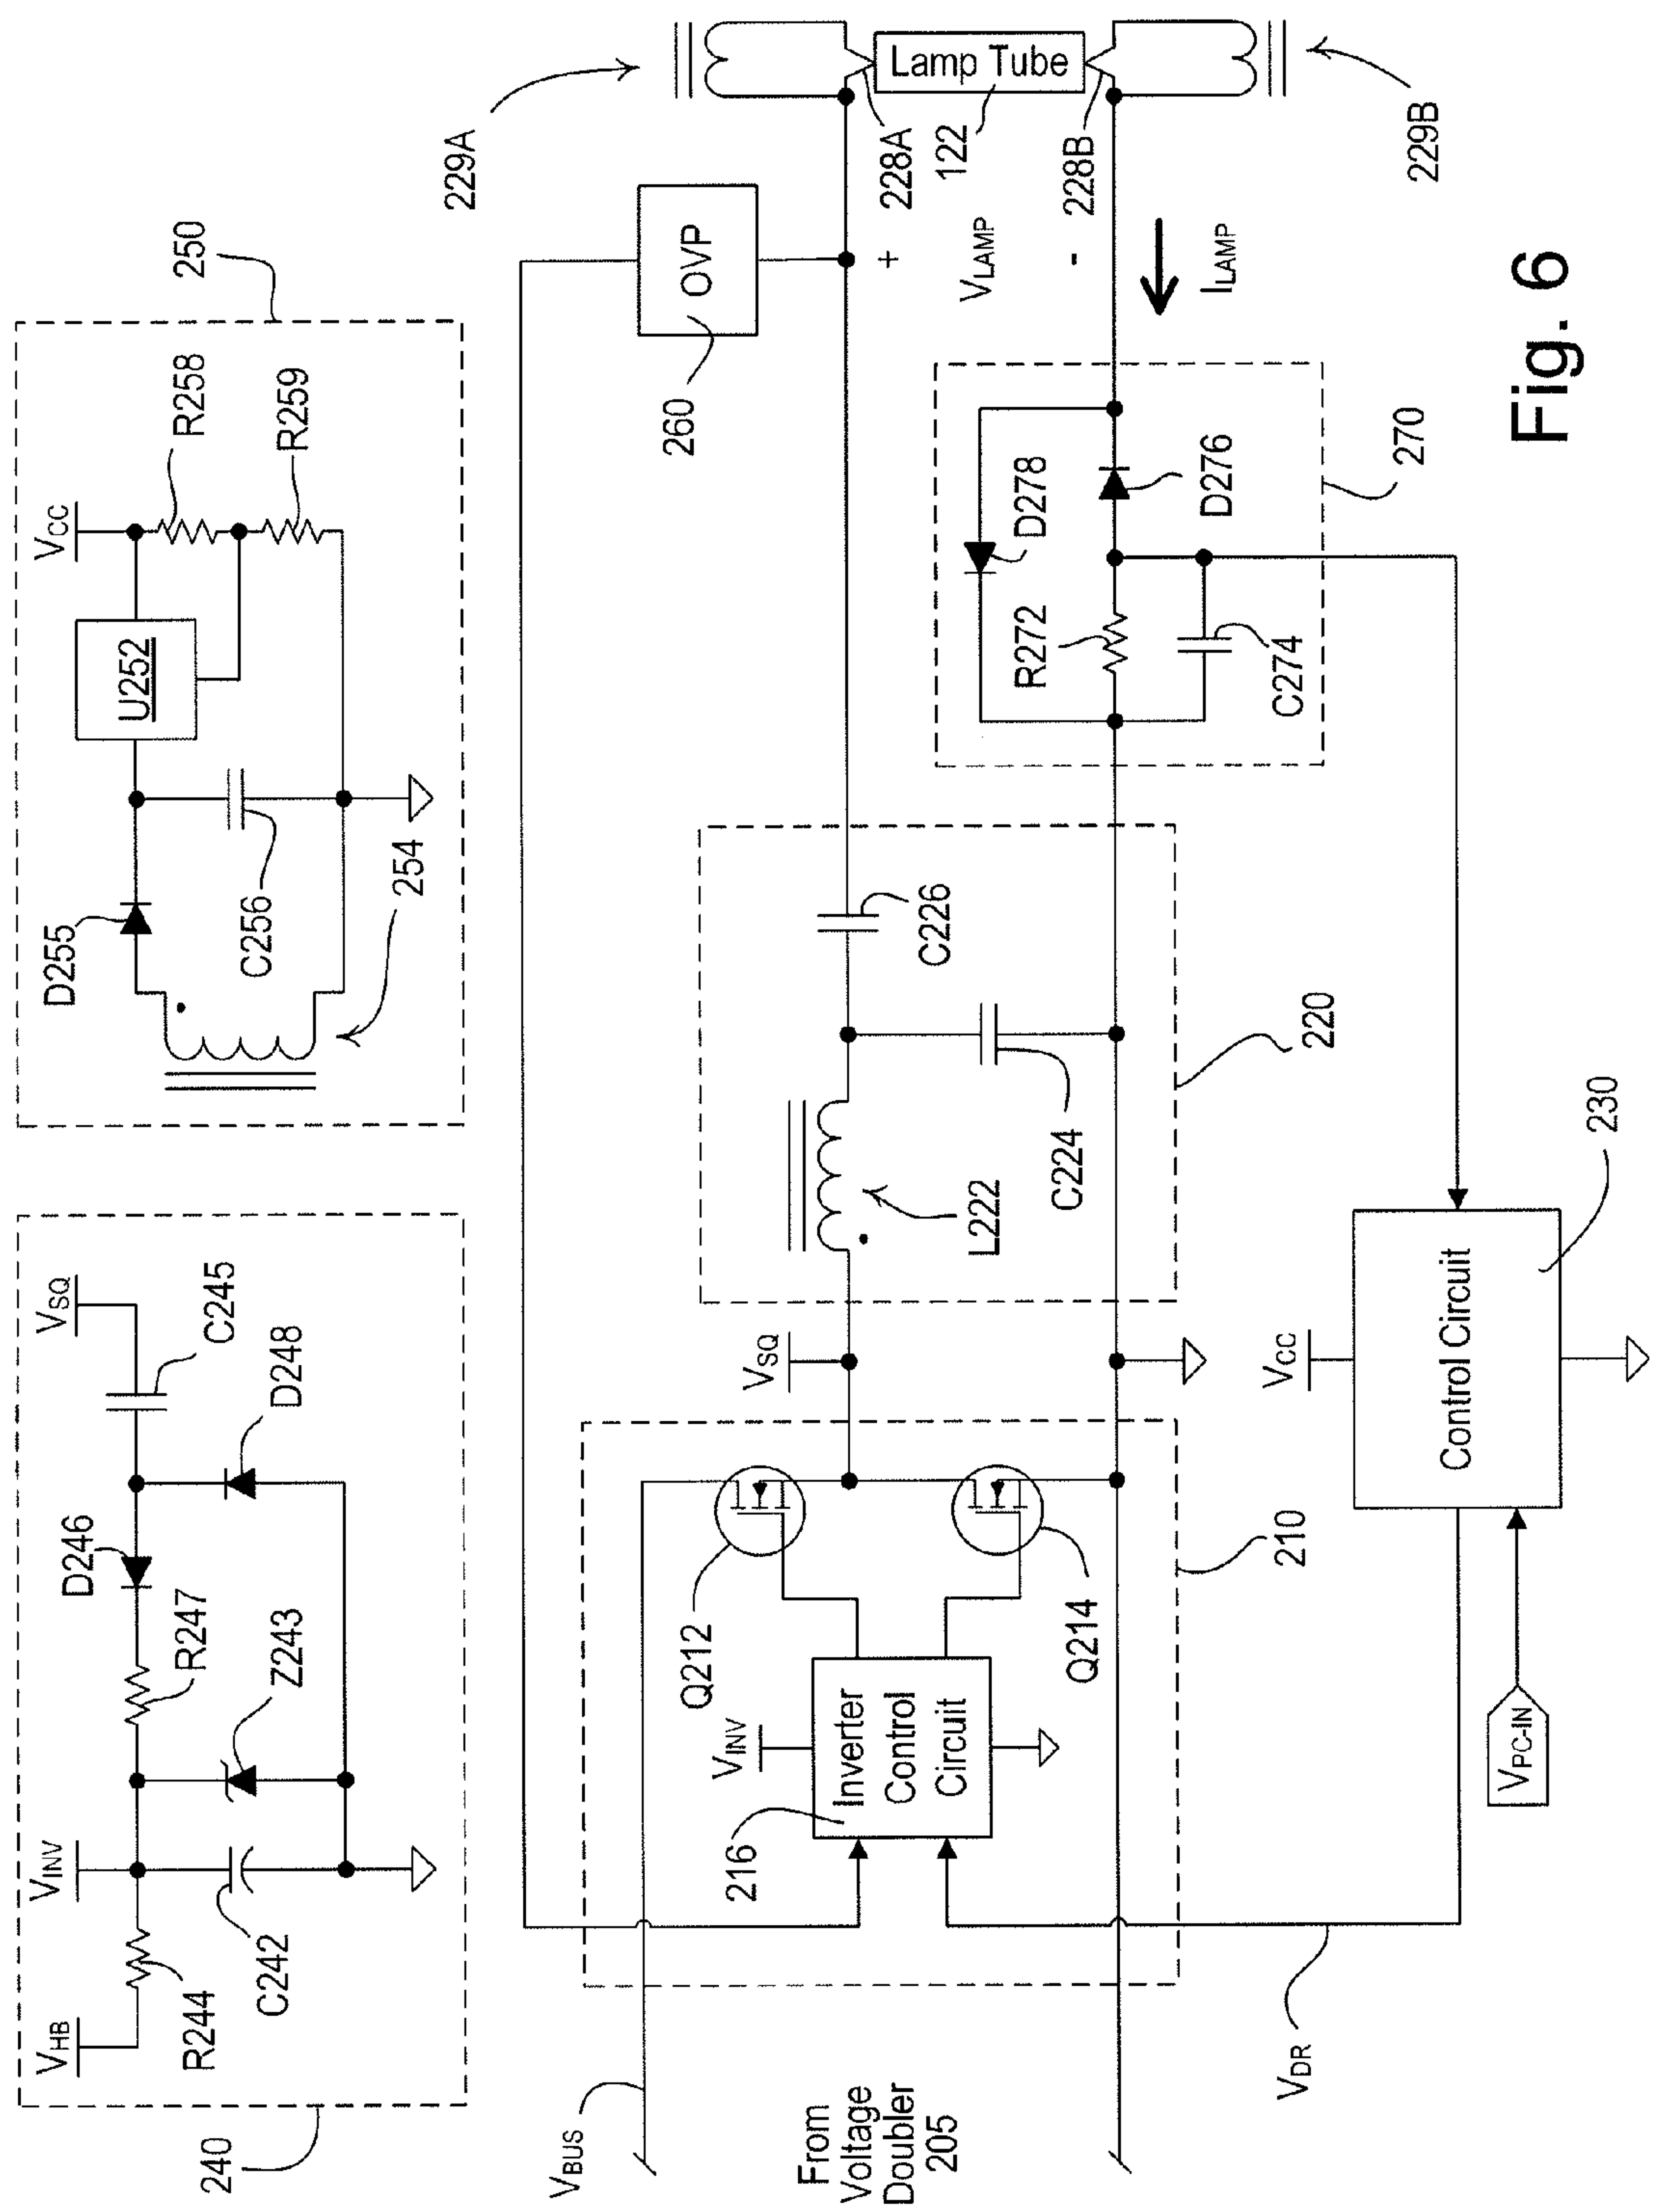 240
VHB
R244
VINV
C242
R247
Z243
D246
D248
C245
VSQ
250
D255
C256
254
U252
VCC
R258
R259
VBUS
From
Voltage
Doubler
205
216
Inverter
Control
Circuit
VINV
Q212
Q214
210
VSQ
L222
C224
C226
220
260
OVP
229A
228A
Lamp Tube
122
228B
229B
+
VLAMP
-
ILAMP
D278
R272
D276
C274
270
VDR
VPC-IN
VCC
Control Circuit
230
Fig. 6